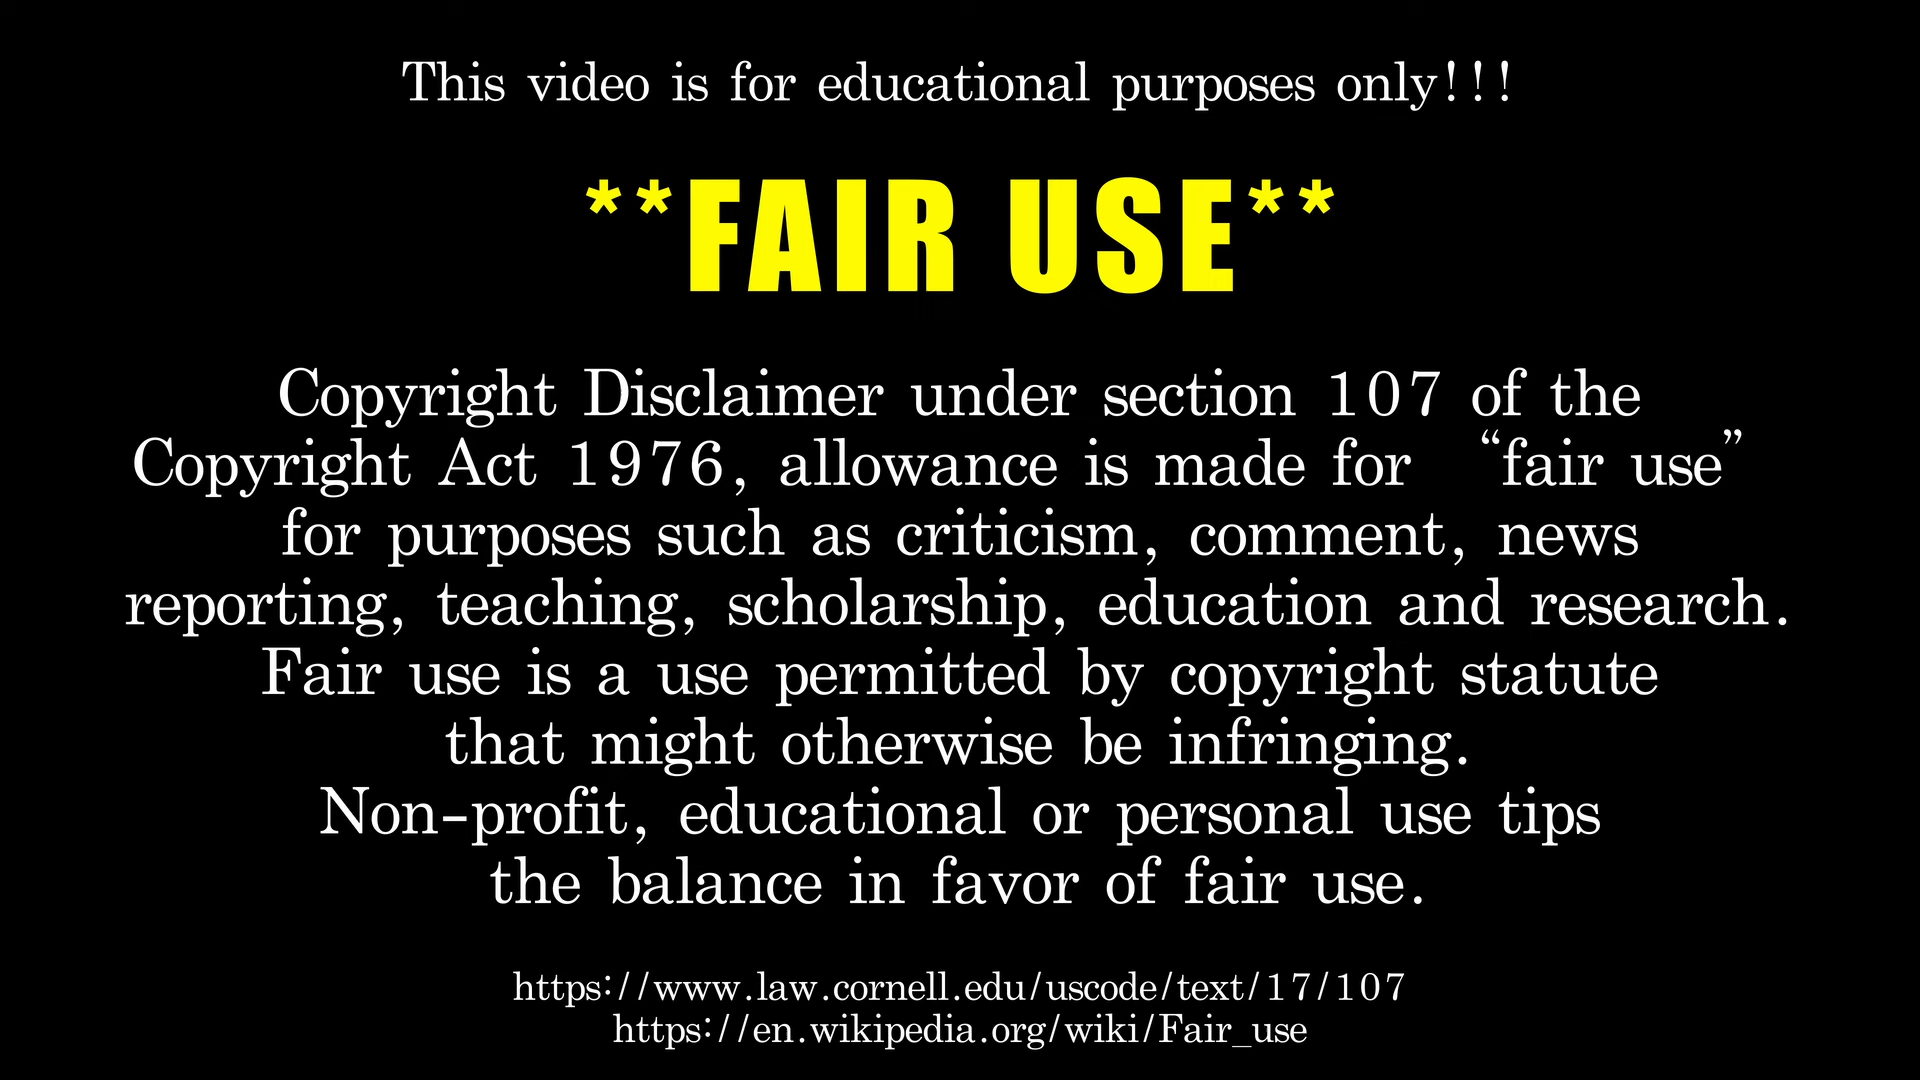 This video is for educational purposes only!!!
**FAIR USE**
Copyright Disclaimer under section 107 of the
Copyright Act 1976, allowance is made for “fair use”
for purposes such as criticism, comment, news
reporting, teaching, scholarship, education and research.
Fair use is a use permitted by copyright statute
that might otherwise be infringing.
Non-profit, educational or personal use tips
the balance in favor of fair use.
https://www.law.cornell.edu/uscode/text/17/107
https://en.wikipedia.org/wiki/Fair_use